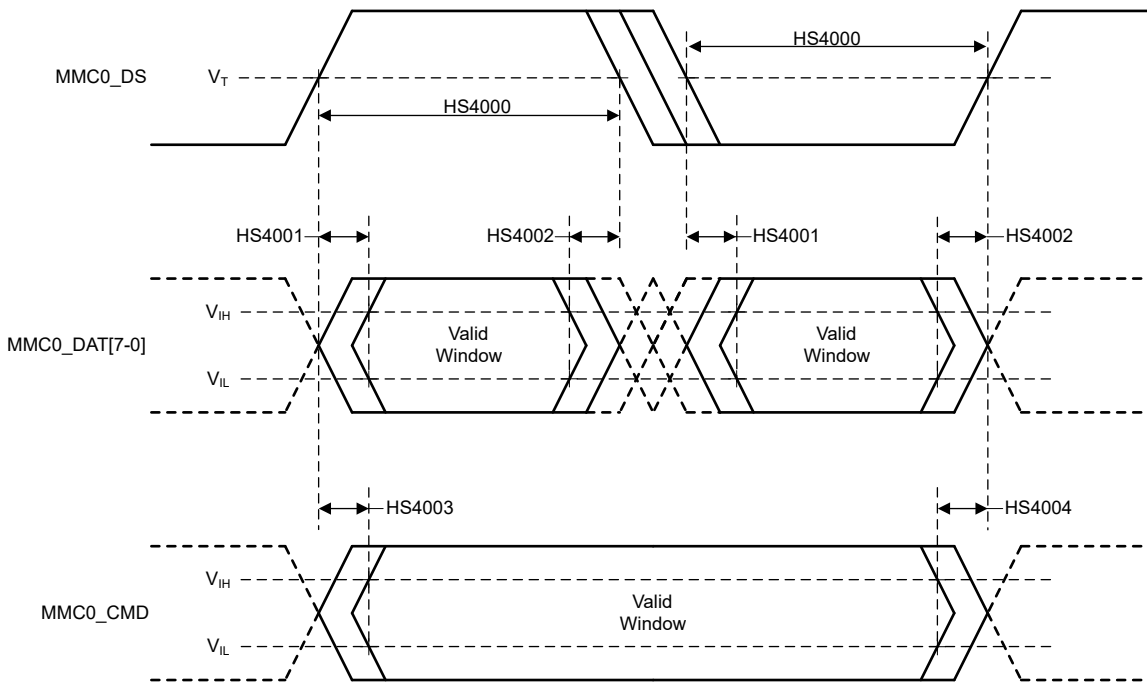 HS4000
MMC0_DS
V_T
HS4000
HS4001
HS4002
HS4001
HS4002
V_IH
MMC0_DAT[7-0]
Valid
Window
Valid
Window
V_IL
HS4003
HS4004
V_IH
MMC0_CMD
Valid
Window
V_IL